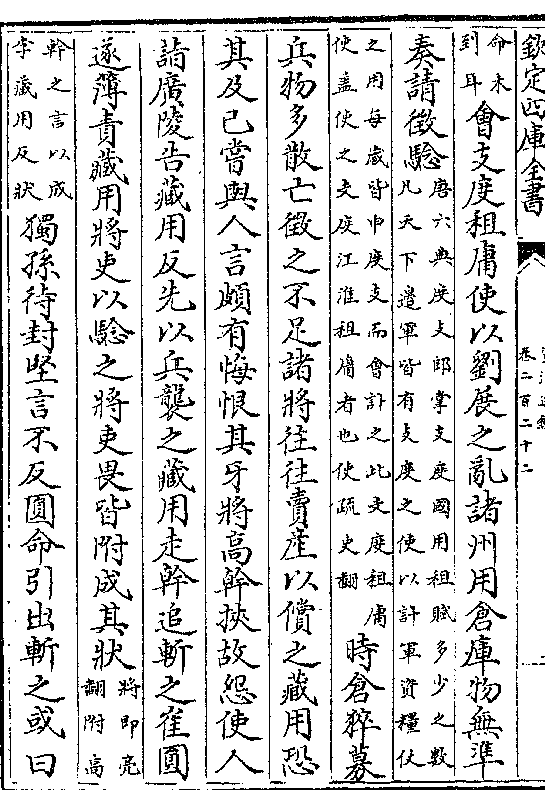 欽定四庫全書
卷二百二十二
命未到耳會支度租庸使以劉展之亂諸州用倉庫物無準
奏請徵驗唐六典度支郎掌支度國用租賦多少之數凡天下邉軍皆有支度之使以計軍資糧仗
之用每歲皆申度支而會計之此支度租庸使盖使之支度江淮租庸者也使疏史翻時倉猝募
兵物多散亡徵之不足諸將往往賣産以償之藏用恐
其及已嘗與人言頗有悔恨其牙將高幹挾故怨使人
詣廣陵告藏用反先以兵襲之藏用走幹追斬之崔圓
遂簿責藏用將吏以驗之將吏畏皆附成其狀將即亮翻附高
幹之言以成李藏用反狀獨孫待封堅言不反圓命引出斬之或曰